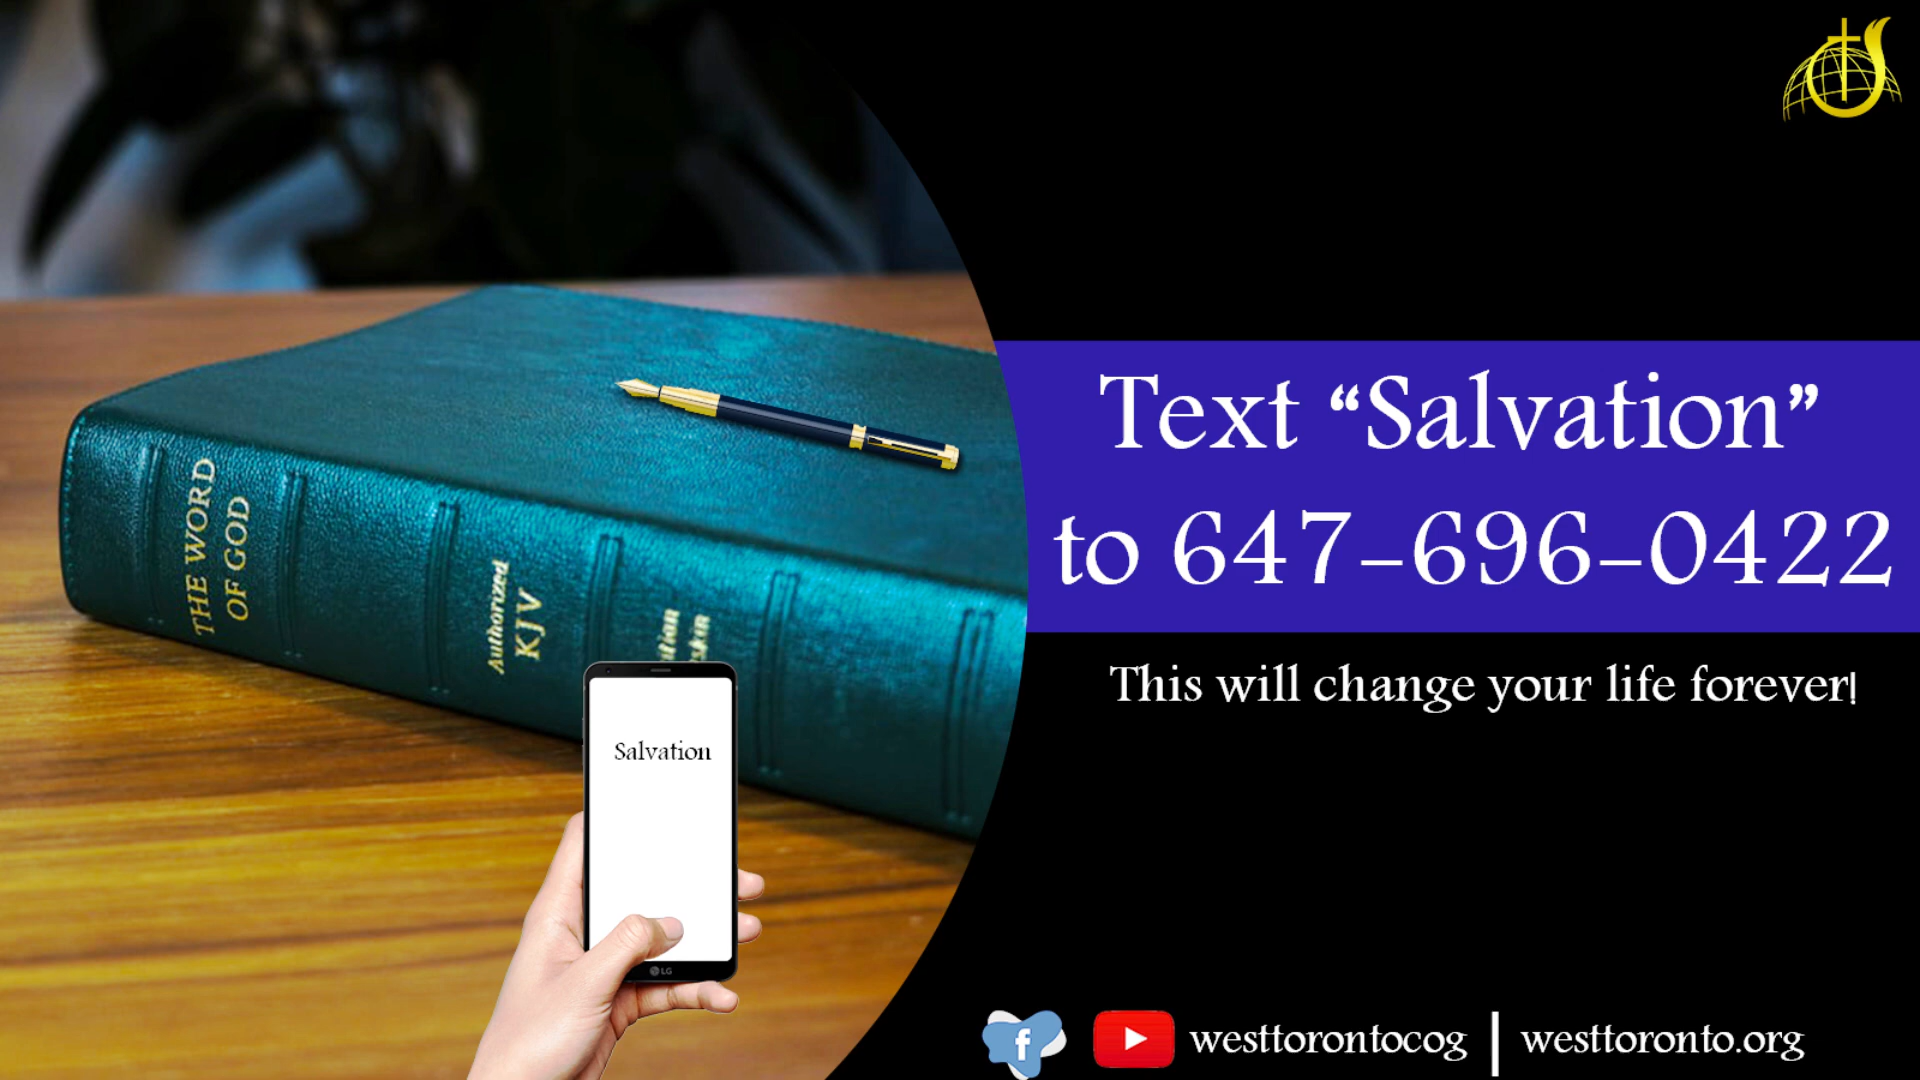 Text “Salvation”
to 647-696-0422
This will change your life forever!
THE WORD
OF GOD
Authorized
KJV
Salvation
LG
westtorontocog | westtoronto.org